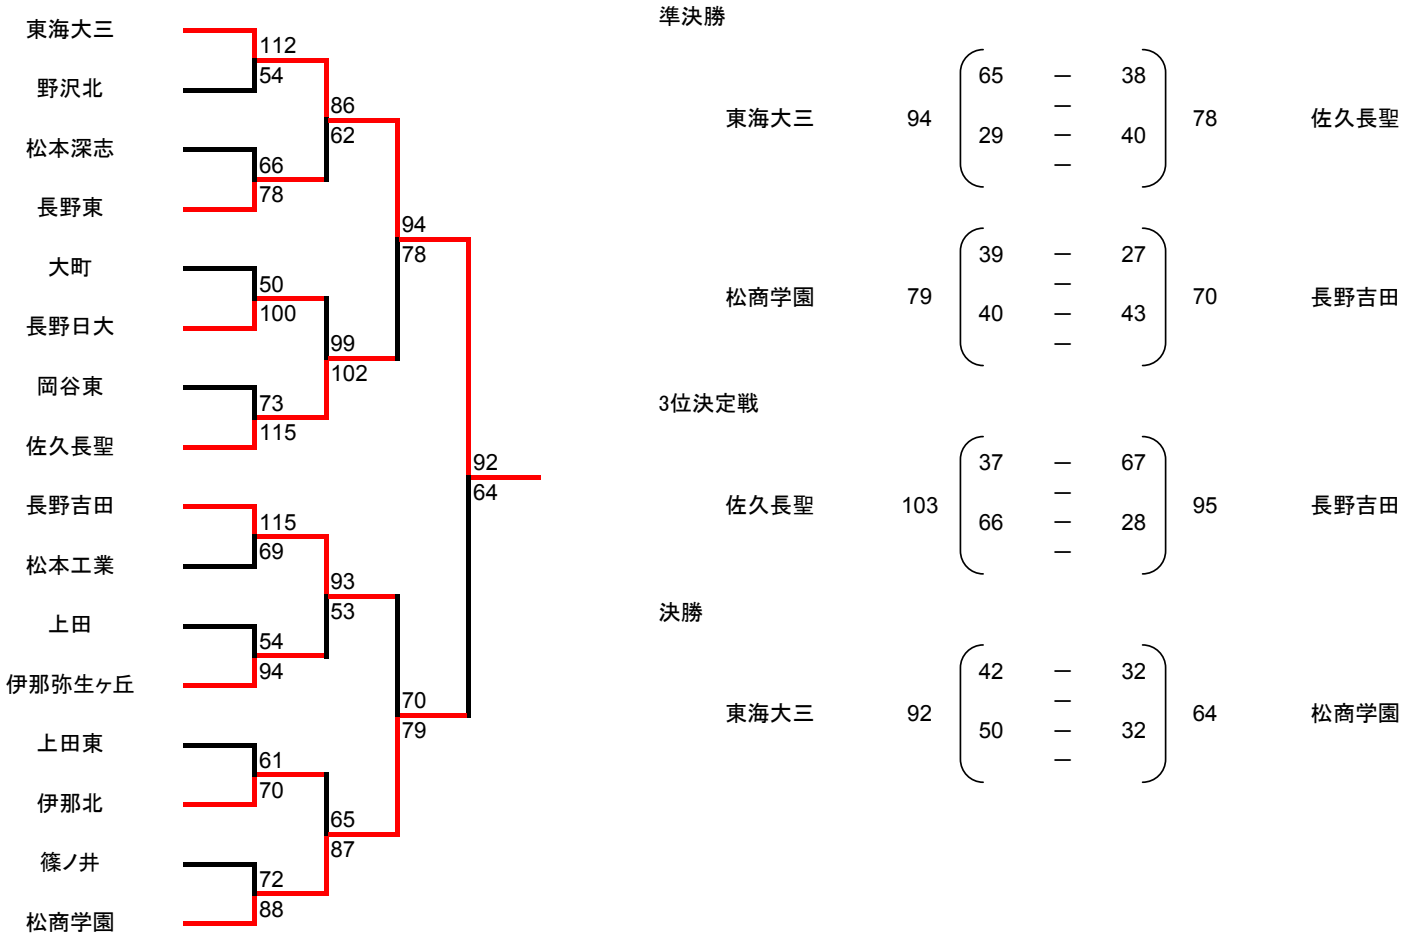 東海大三
112
54
野沢北
86
62
松本深志
66
78
長野東
94
78
大町
50
100
長野日大
99
102
岡谷東
73
115
佐久長聖
92
64
長野吉田
115
69
松本工業
93
53
上田
54
94
伊那弥生ヶ丘
70
79
上田東
61
70
伊那北
65
87
篠ノ井
72
88
松商学園
準決勝
65 — 38
—
東海大三 94 78 佐久長聖
29 — 40
—
39 — 27
—
松商学園 79 70 長野吉田
40 — 43
—
3位決定戦
37 — 67
—
佐久長聖 103 95 長野吉田
66 — 28
—
決勝
42 — 32
—
東海大三 92 64 松商学園
50 — 32
—